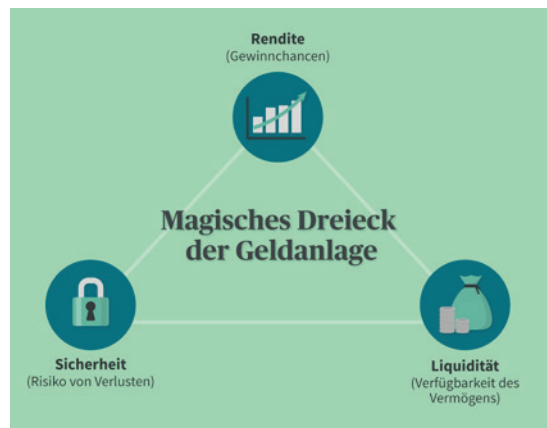 Rendite
(Gewinnchancen)
Magisches Dreieck
der Geldanlage
Sicherheit
(Risiko von Verlusten)
Liquidität
(Verfügbarkeit des
Vermögens)